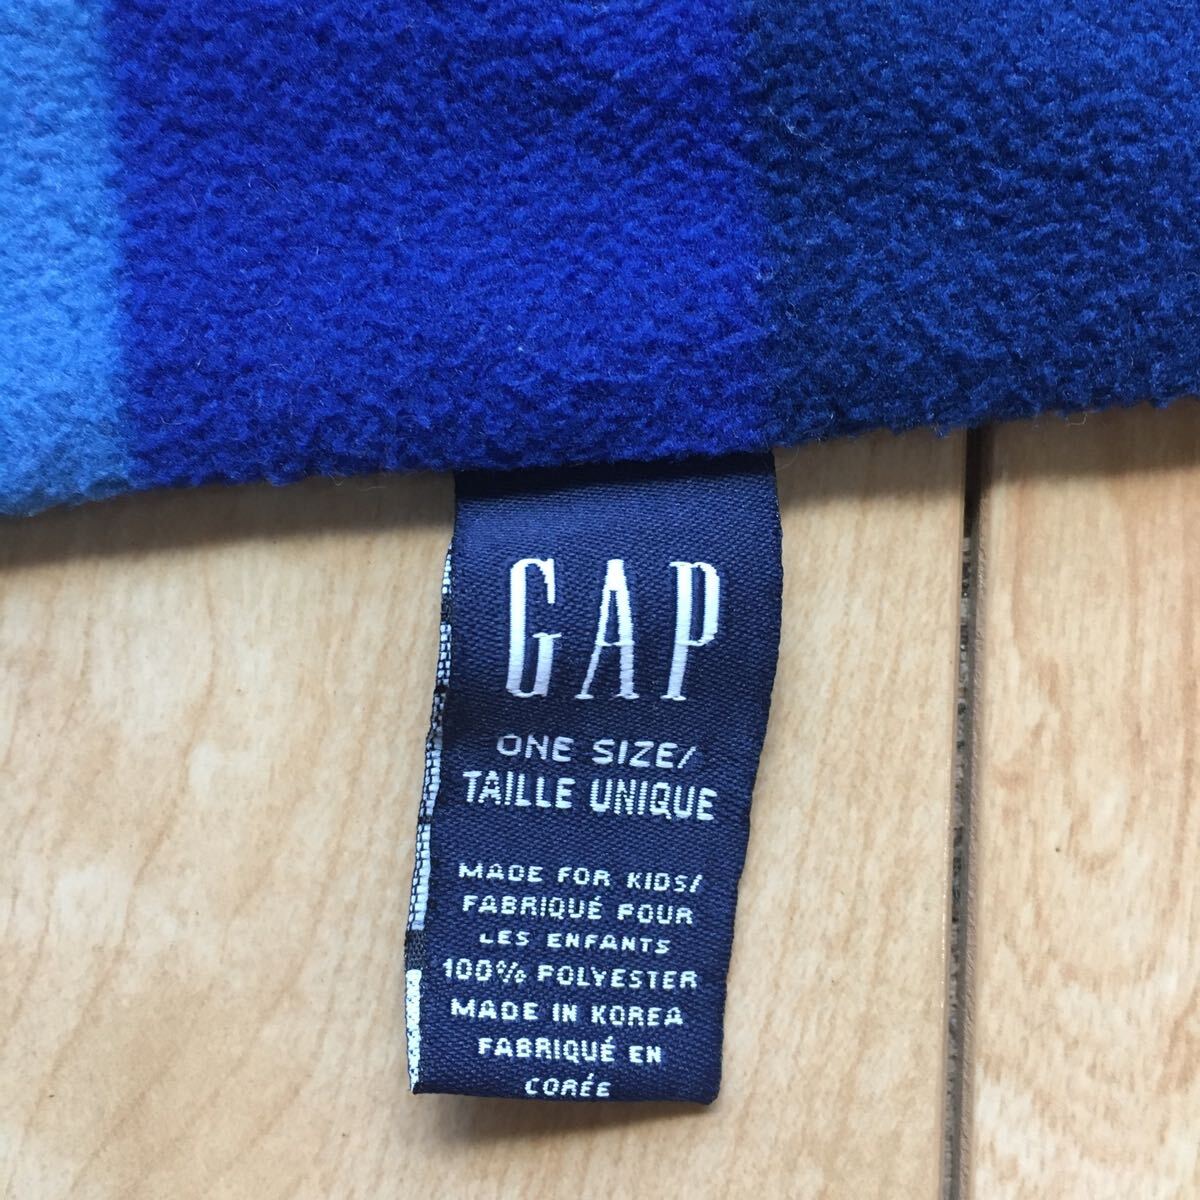 GAP
ONE SIZE/
TAILLE UNIQUE
MADE FOR KIDS/
FABRIQUÉ POUR
LES ENFANTS
100% POLYESTER
MADE IN KOREA
FABRIQUÉ EN
CORÉE